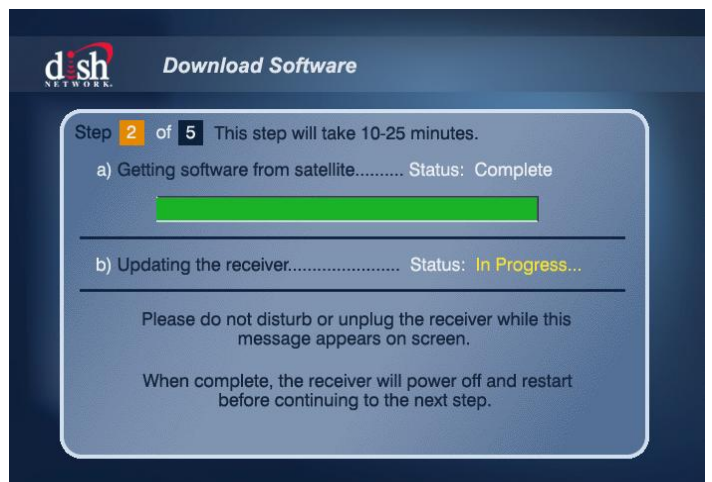 dish
NETWORK.
Download Software
Step 2 of 5 This step will take 10-25 minutes.
a) Getting software from satellite.......... Status: Complete
b) Updating the receiver...................... Status: In Progress...
Please do not disturb or unplug the receiver while this
message appears on screen.
When complete, the receiver will power off and restart
before continuing to the next step.